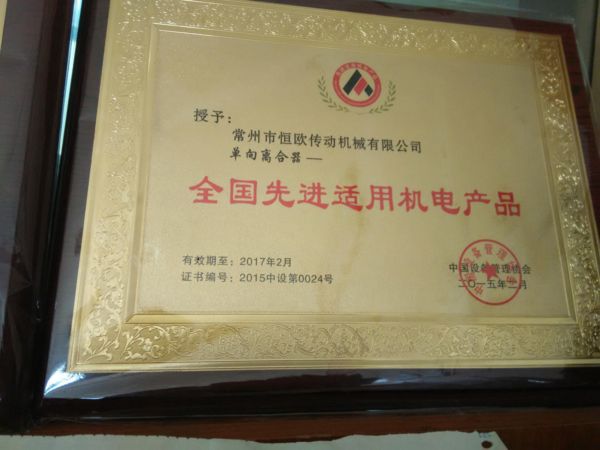 授予：
常州市恒欧传动机械有限公司
单向离合器—
全国先进适用机电产品
有效期至：2017年2月
证书编号：2015中设第0024号
中国设备管理协会
二〇一五年二月